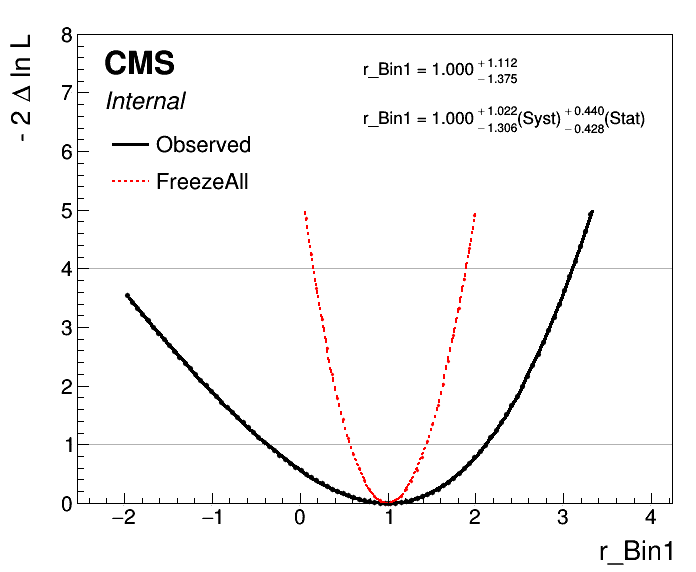 - 2 Δ ln L
8
7
6
5
4
3
2
1
0
CMS
Internal
Observed
FreezeAll
r_Bin1 = 1.000 +1.112 −1.375
r_Bin1 = 1.000 +1.022 −1.306 (Syst) +0.440 −0.428 (Stat)
−2 −1 0 1 2 3 4
r_Bin1